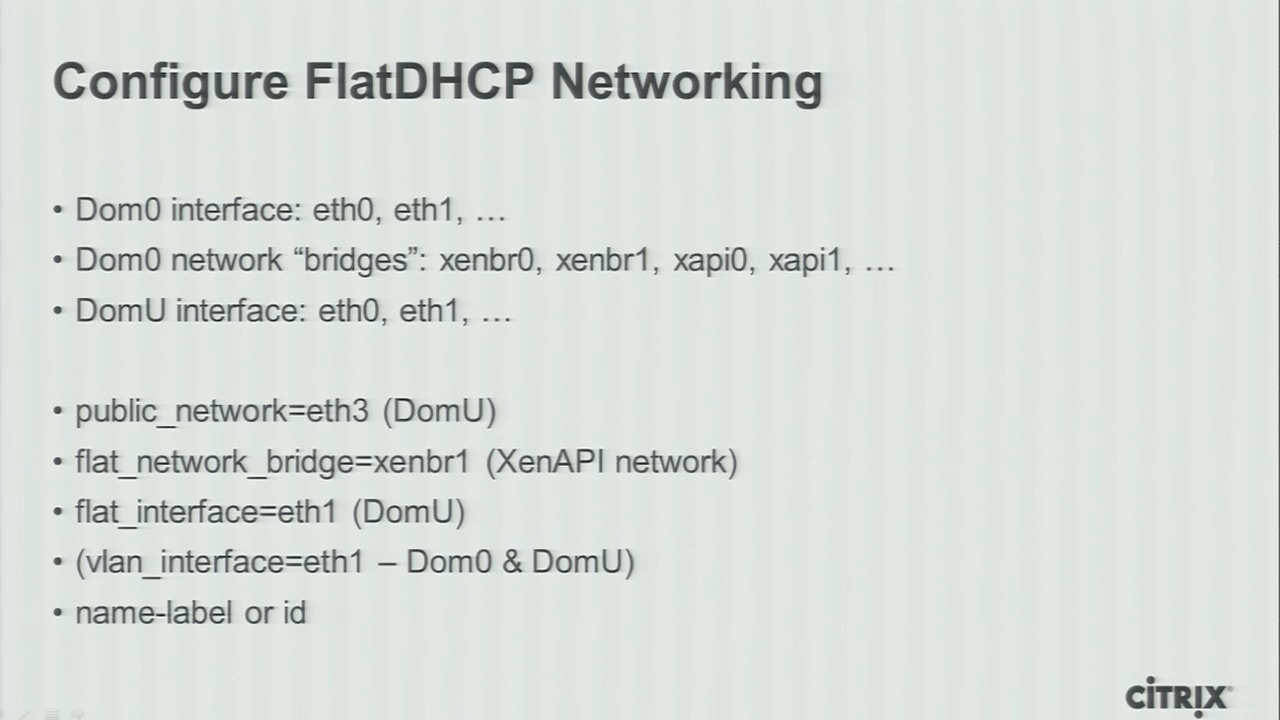 Configure FlatDHCP Networking
• Dom0 interface: eth0, eth1, …
• Dom0 network “bridges”: xenbr0, xenbr1, xapi0, xapi1, …
• DomU interface: eth0, eth1, …
• public_network=eth3 (DomU)
• flat_network_bridge=xenbr1 (XenAPI network)
• flat_interface=eth1 (DomU)
• (vlan_interface=eth1 – Dom0 & DomU)
• name-label or id
CITRIX